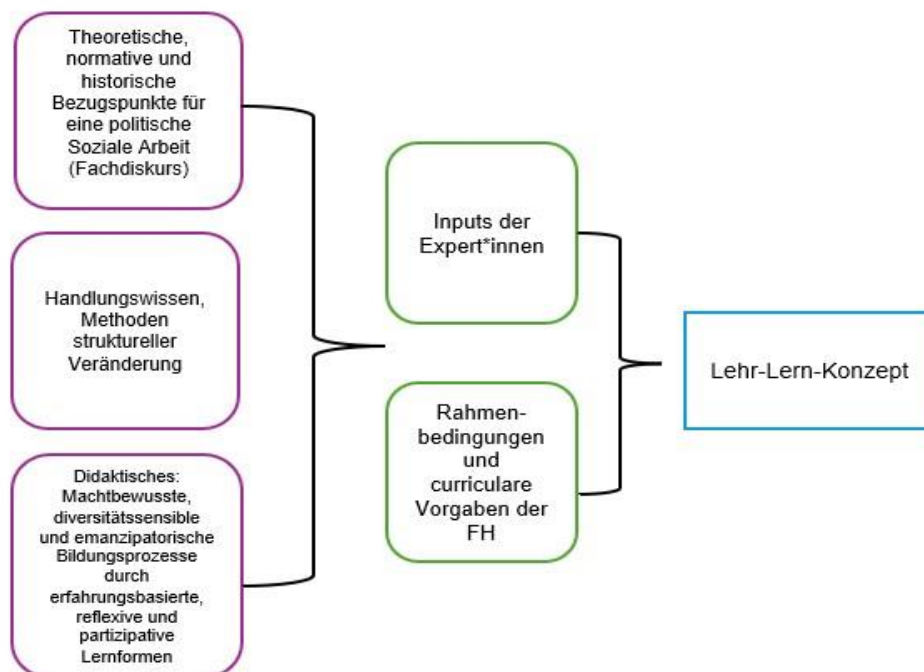 Theoretische,
normative und
historische
Bezugspunkte für
eine politische
Soziale Arbeit
(Fachdiskurs)
Handlungswissen,
Methoden
struktureller
Veränderung
Didaktisches:
Machtbewusste,
diversitätssensible
und emanzipatorische
Bildungsprozesse
durch
erfahrungsbasierte,
reflexive und
partizipative
Lernformen
Inputs der
Expert*innen
Rahmen-
bedingungen
und
curriculare
Vorgaben der
FH
Lehr-Lern-Konzept